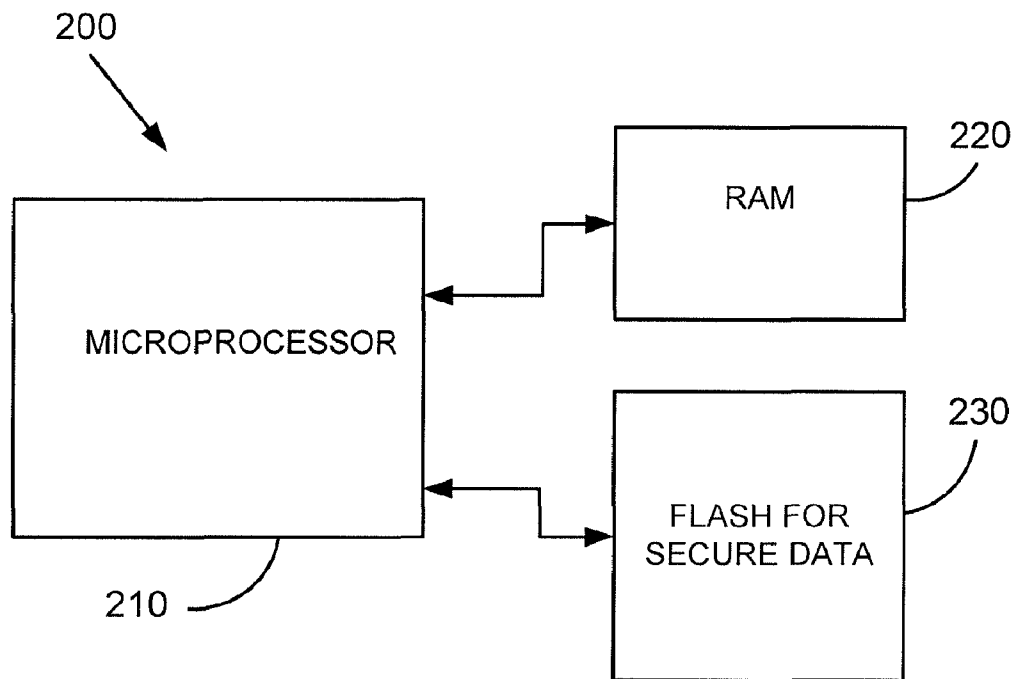 200
220
RAM
MICROPROCESSOR
230
FLASH FOR
SECURE DATA
210